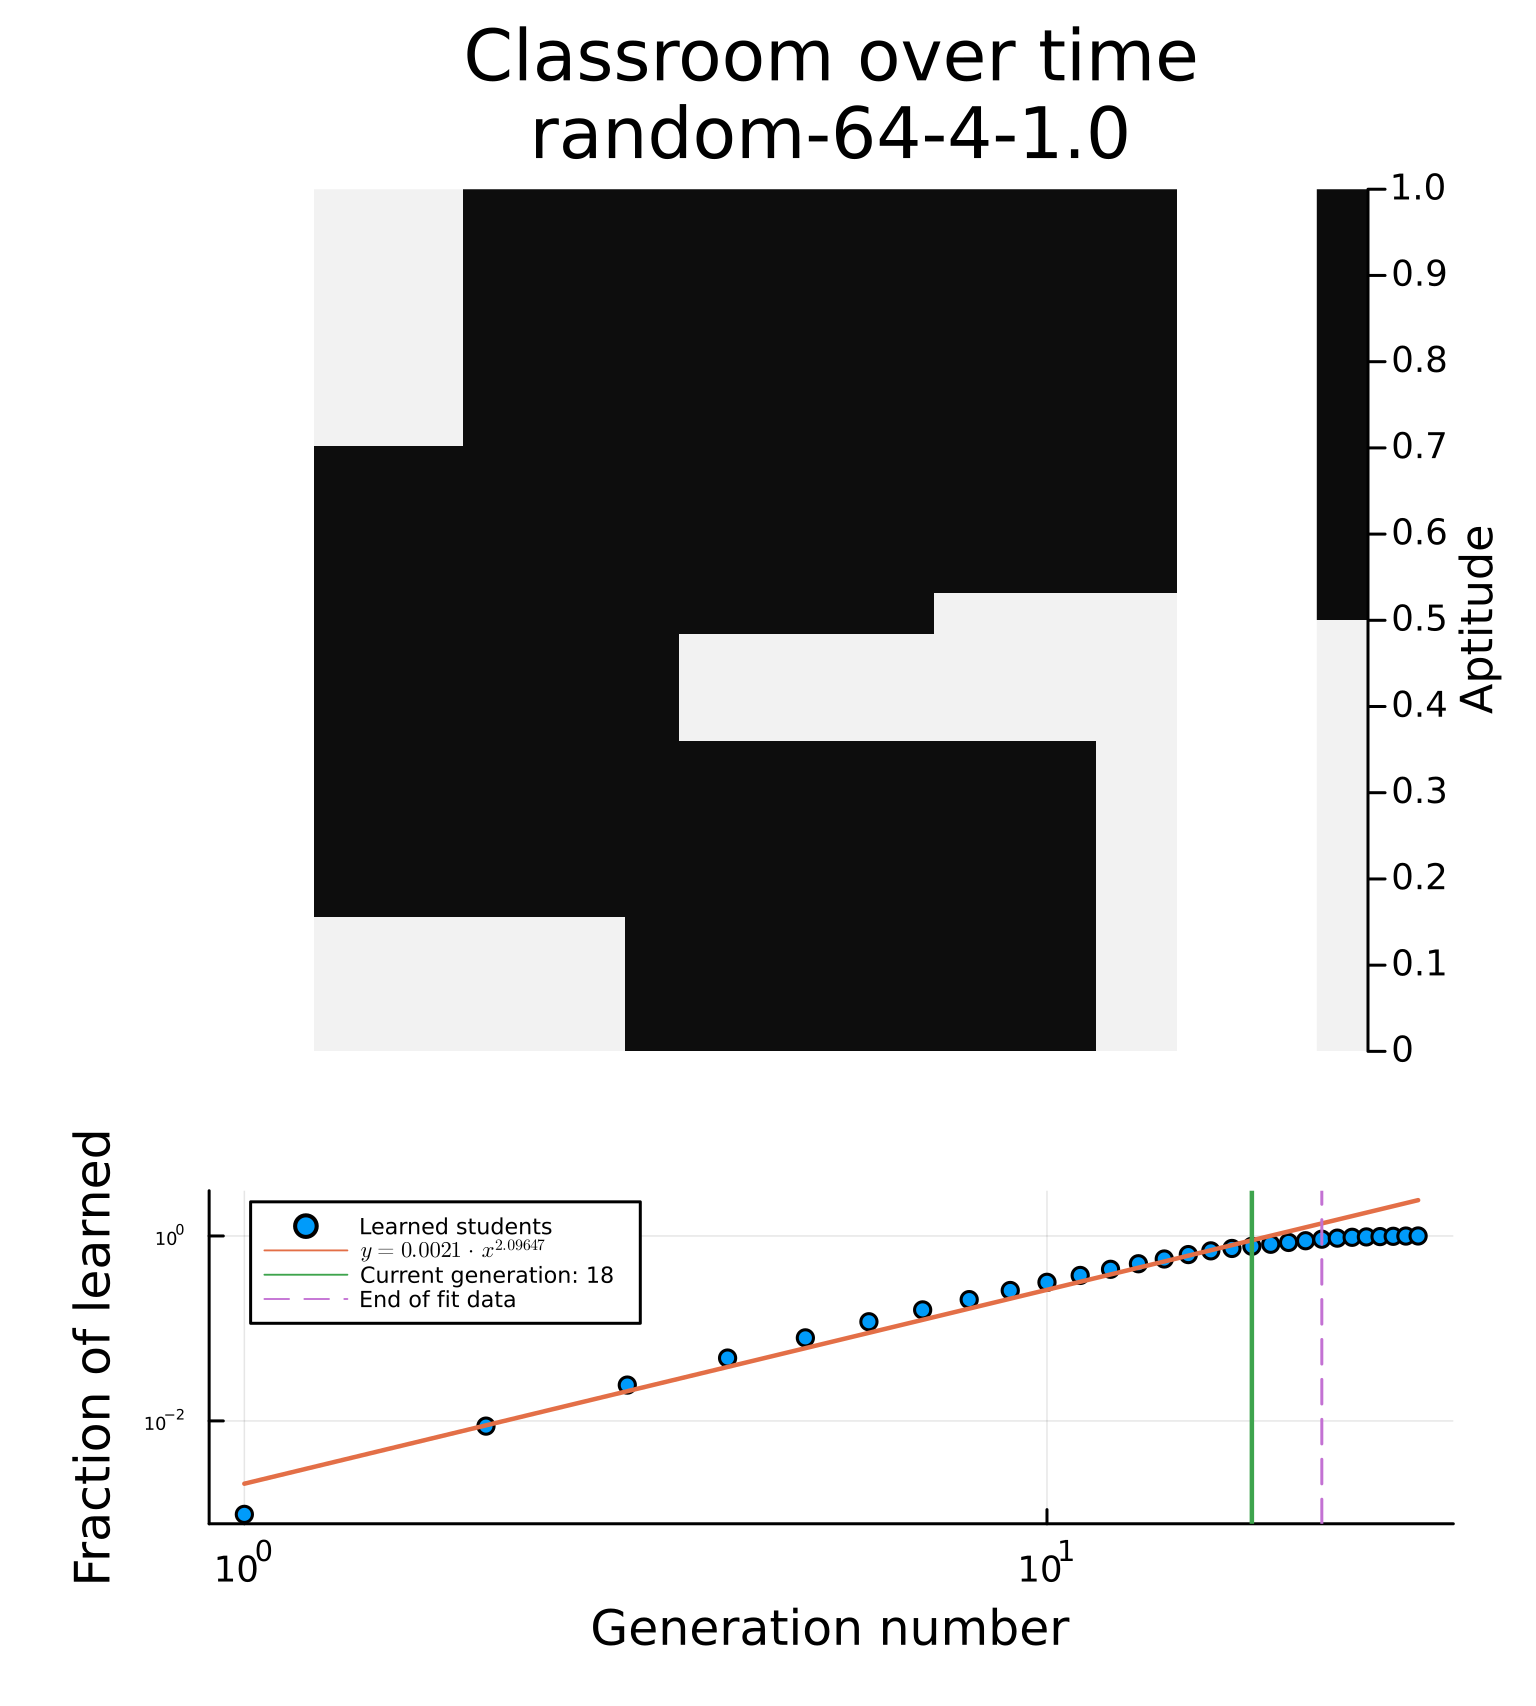 Classroom over time
random-64-4-1.0
1.0
0.9
0.8
0.7
0.6
0.5
0.4
0.3
0.2
0.1
0
Aptitude
Fraction of learned
10^0
10^−2
Learned students
y = 0.0021 · x^2.09647
Current generation: 18
End of fit data
10^0 10^1
Generation number